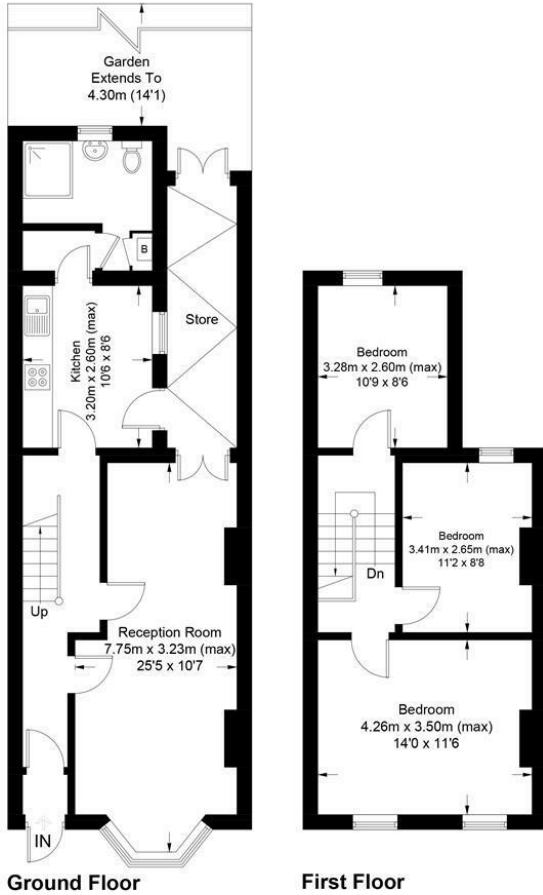 Garden
Extends To
4.30m (14'1)
B
Store
Kitchen
3.20m x 2.60m (max)
10'6 x 8'6
Up
Reception Room
7.75m x 3.23m (max)
25'5 x 10'7
IN
Ground Floor
Bedroom
3.28m x 2.60m (max)
10'9 x 8'6
Bedroom
3.41m x 2.65m (max)
11'2 x 8'8
Dn
Bedroom
4.26m x 3.50m (max)
14'0 x 11'6
First Floor